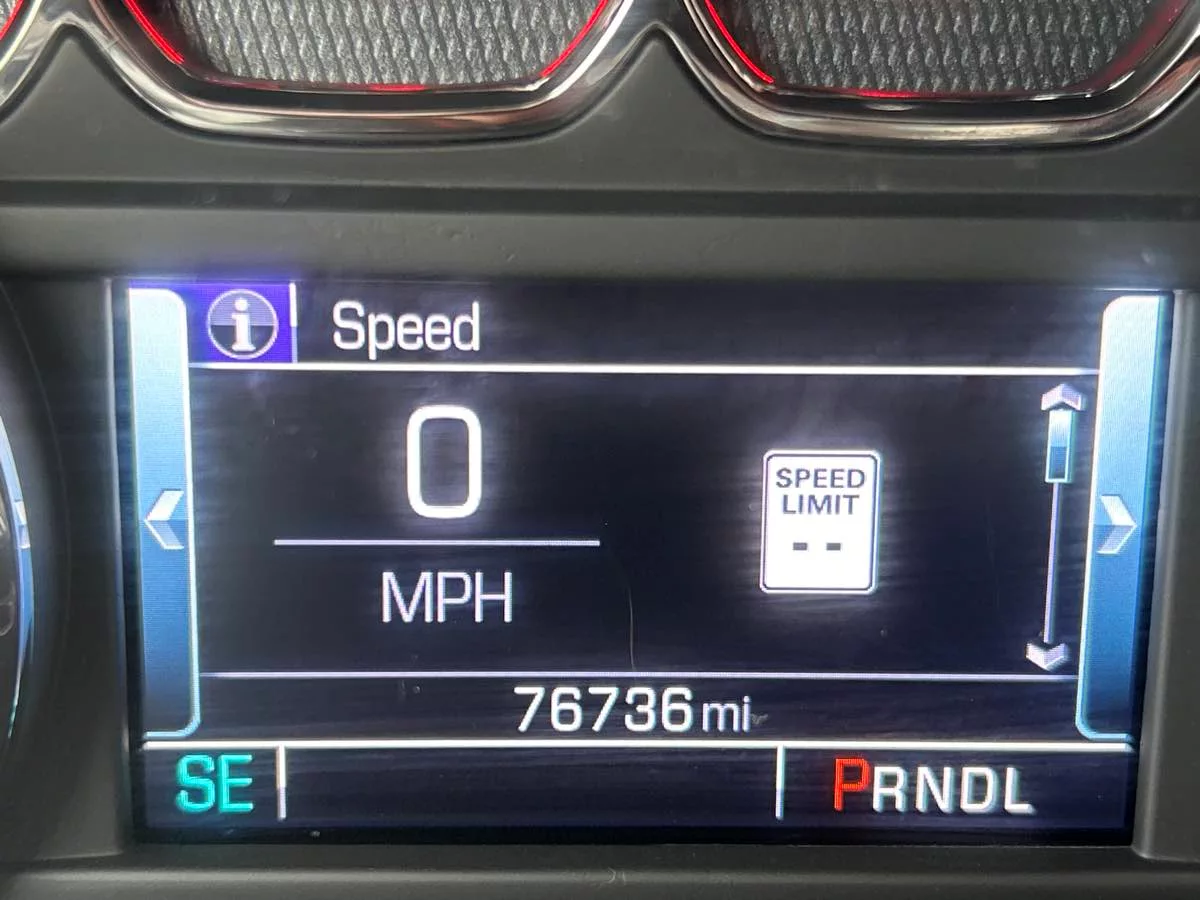 i Speed
0
MPH
SPEED
LIMIT
--
76736 mi
SE
PRNDL